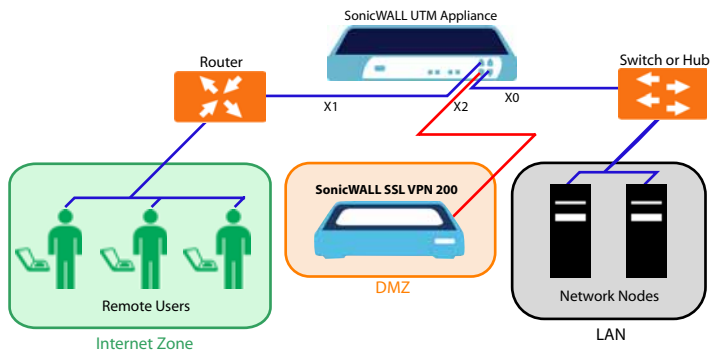 SonicWALL UTM Appliance
Router
Switch or Hub
X1
X2
X0
SonicWALL SSL VPN 200
Remote Users
DMZ
Network Nodes
Internet Zone
LAN